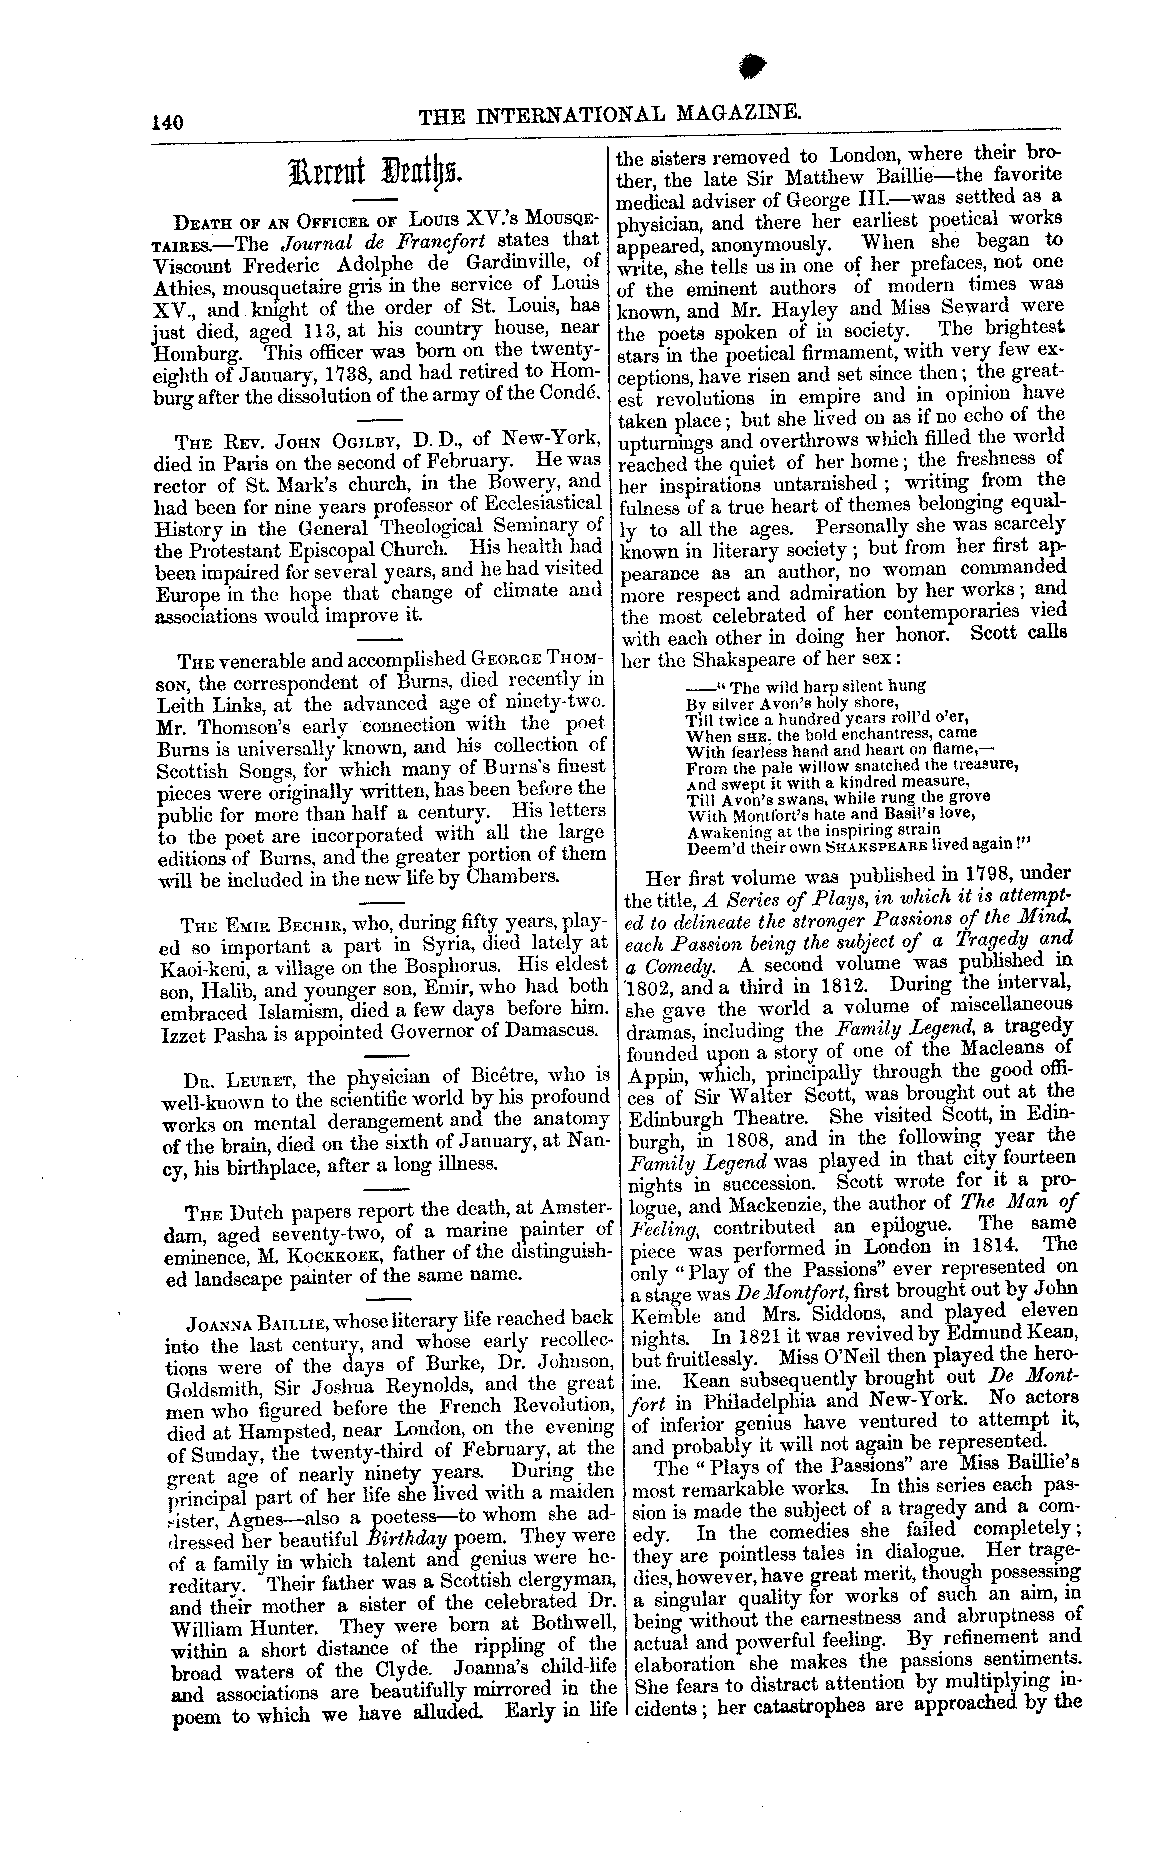 140
THE INTERNATIONAL MAGAZINE.
Recent Deaths.
DEATH OF AN OFFICER OF LOUIS XV.'S MOUSQE-
TAIRES.—The Journal de Francfort states that
Viscount Frederic Adolphe de Gardinville, of
Athies, mousquetaire gris in the service of Louis
XV., and knight of the order of St. Louis, has
just died, aged 113, at his country house, near
Homburg. This officer was born on the twenty-
eighth of January, 1738, and had retired to Hom-
burg after the dissolution of the army of the Condé.
THE REV. JOHN OGILBY, D. D., of New-York,
died in Paris on the second of February. He was
rector of St. Mark's church, in the Bowery, and
had been for nine years professor of Ecclesiastical
History in the General Theological Seminary of
the Protestant Episcopal Church. His health had
been impaired for several years, and he had visited
Europe in the hope that change of climate and
associations would improve it.
THE venerable and accomplished GEORGE THOM-
SON, the correspondent of Burns, died recently in
Leith Links, at the advanced age of ninety-two.
Mr. Thomson's early connection with the poet
Burns is universally known, and his collection of
Scottish Songs, for which many of Burns's finest
pieces were originally written, has been before the
public for more than half a century. His letters
to the poet are incorporated with all the large
editions of Burns, and the greater portion of them
will be included in the new life by Chambers.
THE EMIR BECHIR, who, during fifty years, play-
ed so important a part in Syria, died lately at
Kaoi-keni, a village on the Bosphorus. His eldest
son, Halib, and younger son, Emir, who had both
embraced Islamism, died a few days before him.
Izzet Pasha is appointed Governor of Damascus.
DR. LEURET, the physician of Bicétre, who is
well-known to the scientific world by his profound
works on mental derangement and the anatomy
of the brain, died on the sixth of January, at Nan-
cy, his birthplace, after a long illness.
THE Dutch papers report the death, at Amster-
dam, aged seventy-two, of a marine painter of
eminence, M. KOCKKOEK, father of the distinguish-
ed landscape painter of the same name.
JOANNA BAILLIE, whose literary life reached back
into the last century, and whose early recollec-
tions were of the days of Burke, Dr. Johnson,
Goldsmith, Sir Joshua Reynolds, and the great
men who figured before the French Revolution,
died at Hampsted, near London, on the evening
of Sunday, the twenty-third of February, at the
great age of nearly ninety years. During the
principal part of her life she lived with a maiden
sister, Agnes—also a poetess—to whom she ad-
dressed her beautiful Birthday poem. They were
of a family in which talent and genius were he-
reditary. Their father was a Scottish clergyman,
and their mother a sister of the celebrated Dr.
William Hunter. They were born at Bothwell,
within a short distance of the rippling of the
broad waters of the Clyde. Joanna's child-life
and associations are beautifully mirrored in the
poem to which we have alluded. Early in life
the sisters removed to London, where their bro-
ther, the late Sir Matthew Baillie—the favorite
medical adviser of George III.—was settled as a
physician, and there her earliest poetical works
appeared, anonymously. When she began to
write, she tells us in one of her prefaces, not one
of the eminent authors of modern times was
known, and Mr. Hayley and Miss Seward were
the poets spoken of in society. The brightest
stars in the poetical firmament, with very few ex-
ceptions, have risen and set since then; the great-
est revolutions in empire and in opinion have
taken place; but she lived on as if no echo of the
upturnings and overthrows which filled the world
reached the quiet of her home; the freshness of
her inspirations untarnished; writing from the
fulness of a true heart of themes belonging equal-
ly to all the ages. Personally she was scarcely
known in literary society; but from her first ap-
pearance as an author, no woman commanded
more respect and admiration by her works; and
the most celebrated of her contemporaries vied
with each other in doing her honor. Scott calls
her the Shakspeare of her sex:
——"The wild harp silent hung
By silver Avon's holy shore,
Till twice a hundred years roll'd o'er,
When SHE, the bold enchantress, came
With fearless hand and heart on flame,—
From the pale willow snatched the treasure,
And swept it with a kindred measure,
Till Avon's swans, while rung the grove
With Montfort's hate and Basil's love,
Awakening at the inspiring strain
Deem'd their own SHAKSPEARE lived again!"
Her first volume was published in 1798, under
the title, A Series of Plays, in which it is attempt-
ed to delineate the stronger Passions of the Mind,
each Passion being the subject of a Tragedy and
a Comedy. A second volume was published in
1802, and a third in 1812. During the interval,
she gave the world a volume of miscellaneous
dramas, including the Family Legend, a tragedy
founded upon a story of one of the Macleans of
Appin, which, principally through the good offi-
ces of Sir Walter Scott, was brought out at the
Edinburgh Theatre. She visited Scott, in Edin-
burgh, in 1808, and in the following year the
Family Legend was played in that city fourteen
nights in succession. Scott wrote for it a pro-
logue, and Mackenzie, the author of The Man of
Feeling, contributed an epilogue. The same
piece was performed in London in 1814. The
only "Play of the Passions" ever represented on
a stage was De Montfort, first brought out by John
Kemble and Mrs. Siddons, and played eleven
nights. In 1821 it was revived by Edmund Kean,
but fruitlessly. Miss O'Neil then played the hero-
ine. Kean subsequently brought out De Mont-
fort in Philadelphia and New-York. No actors
of inferior genius have ventured to attempt it,
and probably it will not again be represented.
The "Plays of the Passions" are Miss Baillie's
most remarkable works. In this series each pas-
sion is made the subject of a tragedy and a com-
edy. In the comedies she failed completely;
they are pointless tales in dialogue. Her trage-
dies, however, have great merit, though possessing
a singular quality for works of such an aim, in
being without the earnestness and abruptness of
actual and powerful feeling. By refinement and
elaboration she makes the passions sentiments.
She fears to distract attention by multiplying in-
cidents; her catastrophes are approached by the